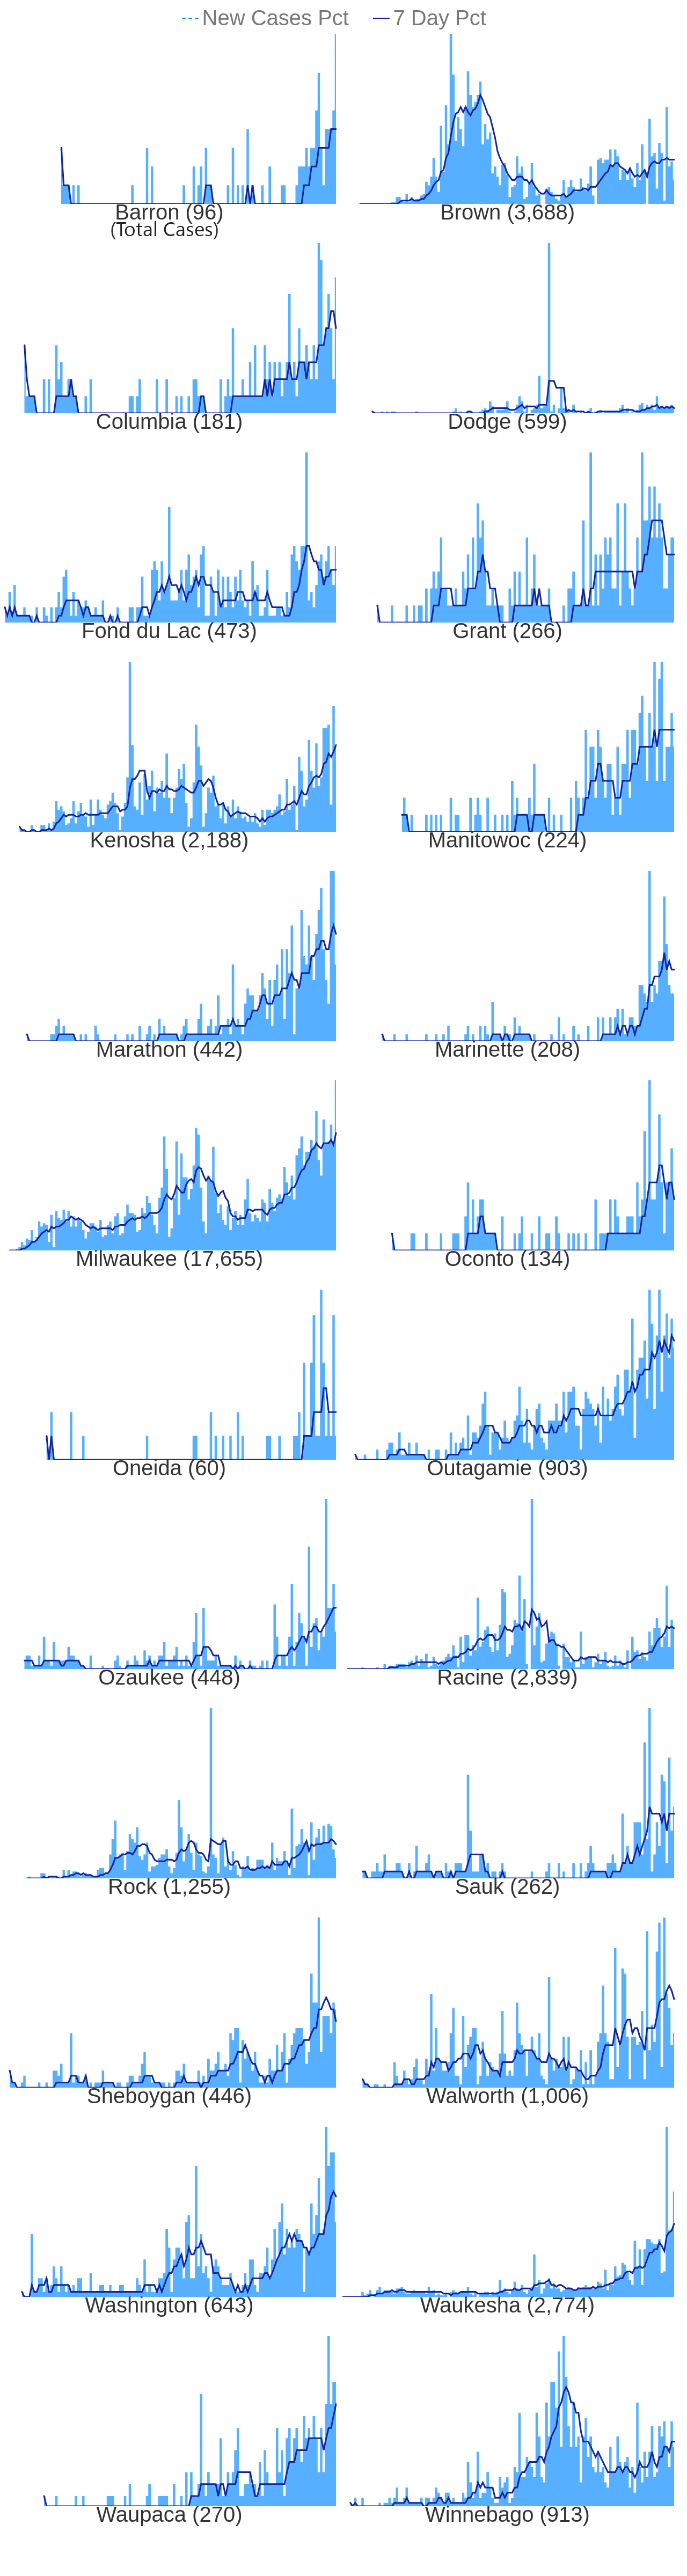 New Cases Pct 7 Day Pct
Barron (96) Brown (3,688)
(Total Cases)
Columbia (181) Dodge (599)
Fond du Lac (473) Grant (266)
Kenosha (2,188) Manitowoc (224)
Marathon (442) Marinette (208)
Milwaukee (17,655) Oconto (134)
Oneida (60) Outagamie (903)
Ozaukee (448) Racine (2,839)
Rock (1,255) Sauk (262)
Sheboygan (446) Walworth (1,006)
Washington (643) Waukesha (2,774)
Waupaca (270) Winnebago (913)